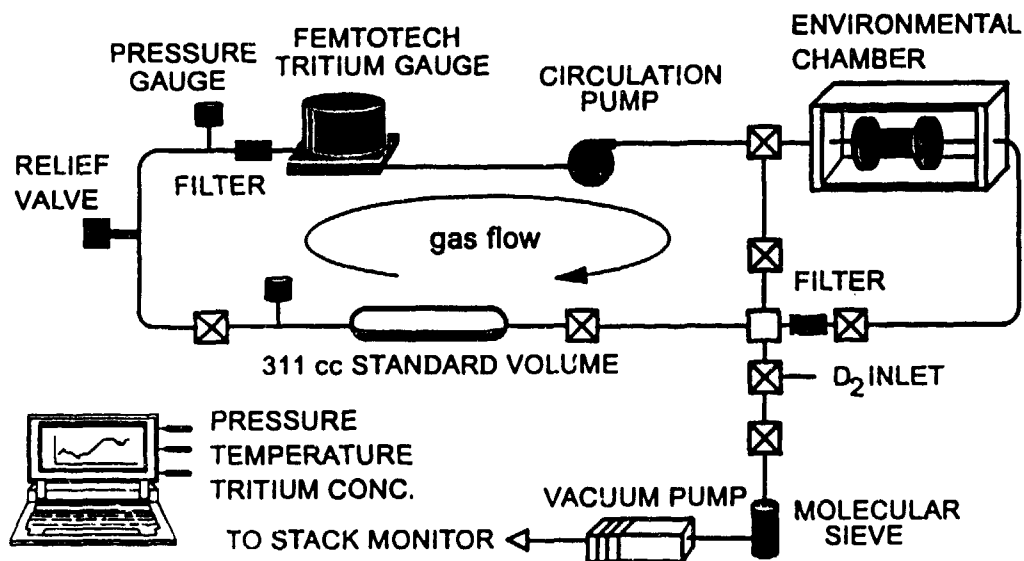 PRESSURE
GAUGE
FEMTOTECH
TRITIUM GAUGE
CIRCULATION
PUMP
ENVIRONMENTAL
CHAMBER
RELIEF
VALVE
FILTER
gas flow
FILTER
311 cc STANDARD VOLUME
D₂ INLET
PRESSURE
TEMPERATURE
TRITIUM CONC.
VACUUM PUMP
MOLECULAR
SIEVE
TO STACK MONITOR